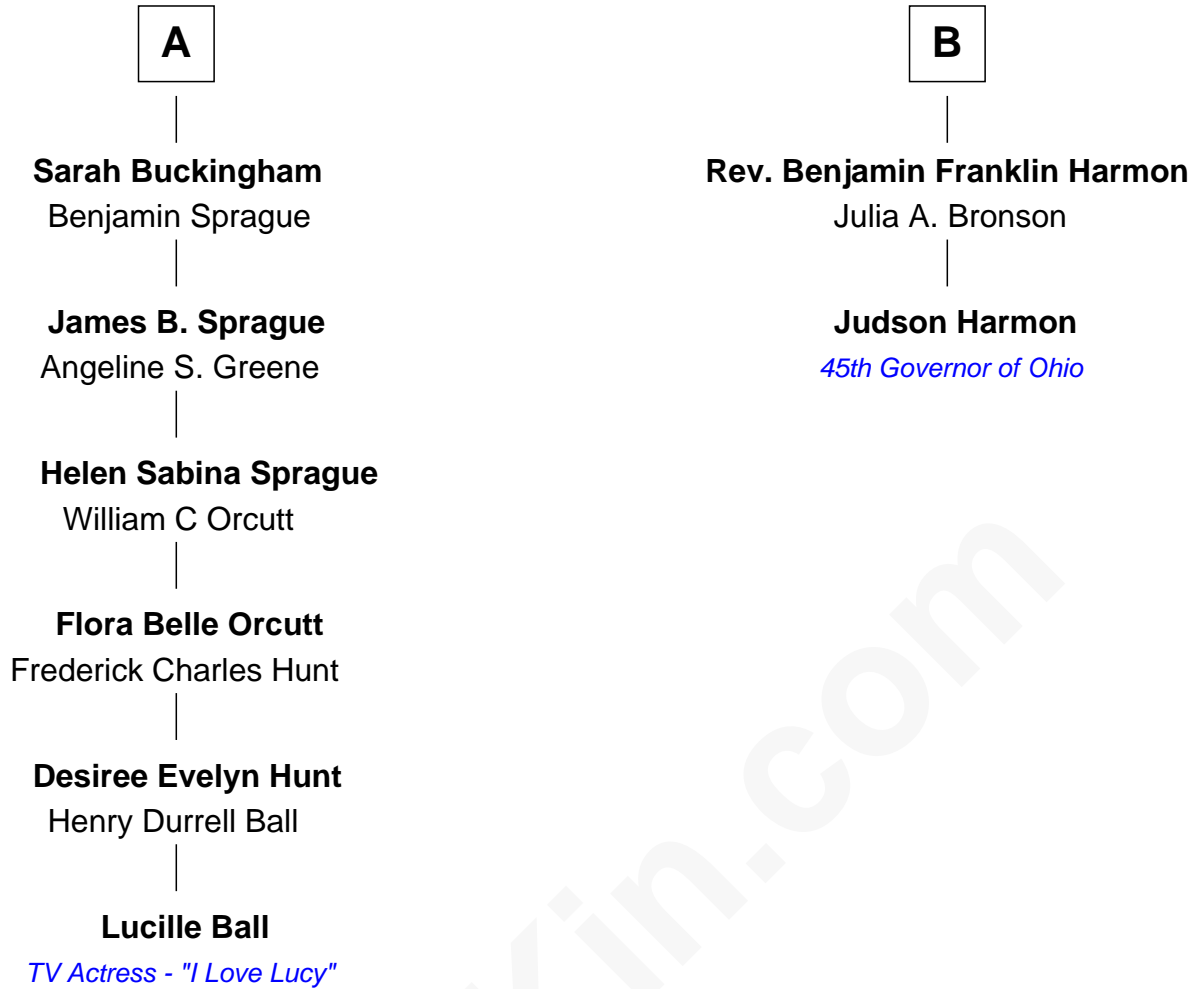 A
Sarah Buckingham
Benjamin Sprague
James B. Sprague
Angeline S. Greene
Helen Sabina Sprague
William C Orcutt
Flora Belle Orcutt
Frederick Charles Hunt
Desiree Evelyn Hunt
Henry Durrell Ball
Lucille Ball
TV Actress - "I Love Lucy"
B
Rev. Benjamin Franklin Harmon
Julia A. Bronson
Judson Harmon
45th Governor of Ohio